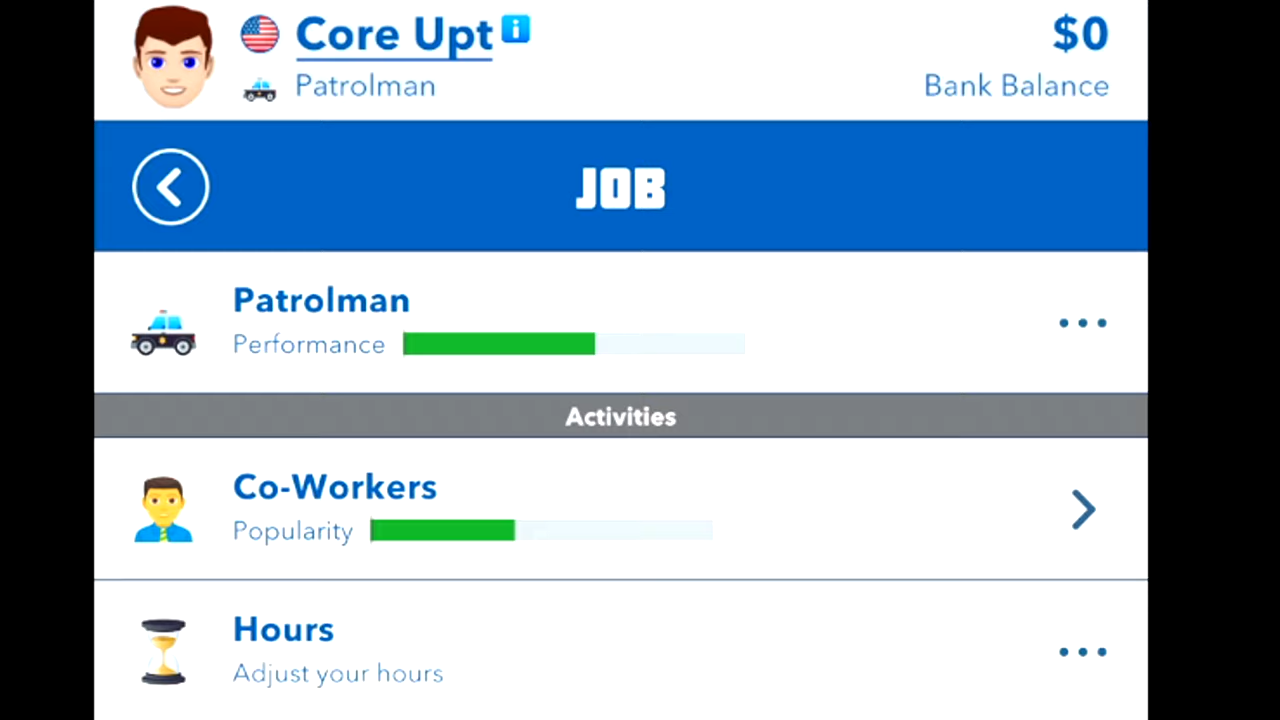 Core Upt
$0
Patrolman
Bank Balance
JOB
Patrolman
Performance
Activities
Co-Workers
Popularity
Hours
Adjust your hours